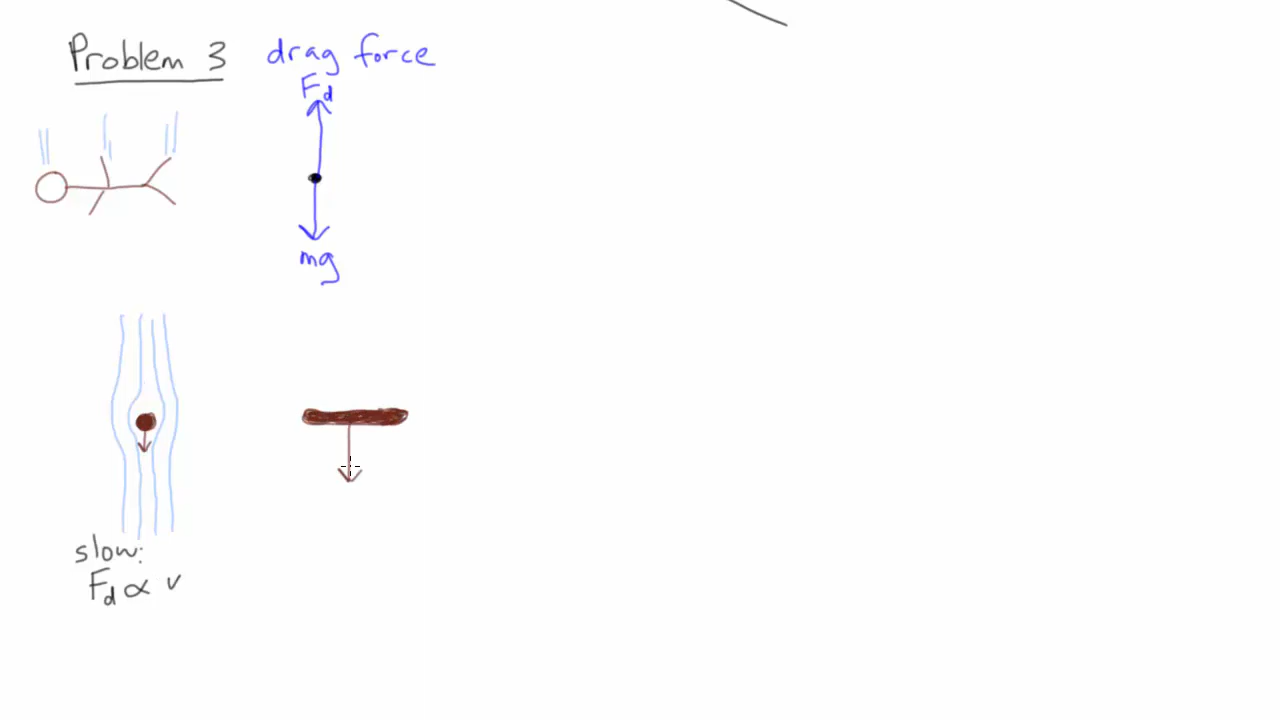 Problem 3 drag force
Fd
mg
slow:
Fd ∝ v